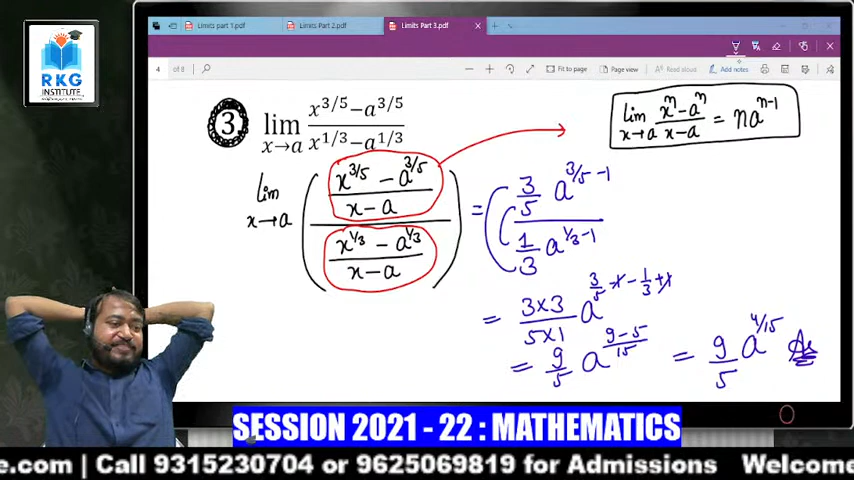 RKG
INSTITUTE
Limits part 1.pdf
Limits Part 2.pdf
Limits Part 3.pdf
4 of 8
Fit to page
Page view
Read aloud
Add notes
3 lim x→a x^{3/5} − a^{3/5} / x^{1/3} − a^{1/3}
lim x→a x^n − a^n / x − a = na^{n−1}
lim x→a ( x^{3/5} − a^{3/5} / x − a / x^{1/3} − a^{1/3} / x − a ) = ( ( 3/5 a^{3/5 − 1} / 1/3 a^{1/3 − 1}
= 3×3 / 5×1 a^{3/5 − 1 − 1/3 + 1}
= 9/5 a^{9−5 / 15} = 9/5 a^{4/15} As
SESSION 2021 - 22 : MATHEMATICS
e.com | Call 9315230704 or 9625069819 for Admissions Welcome